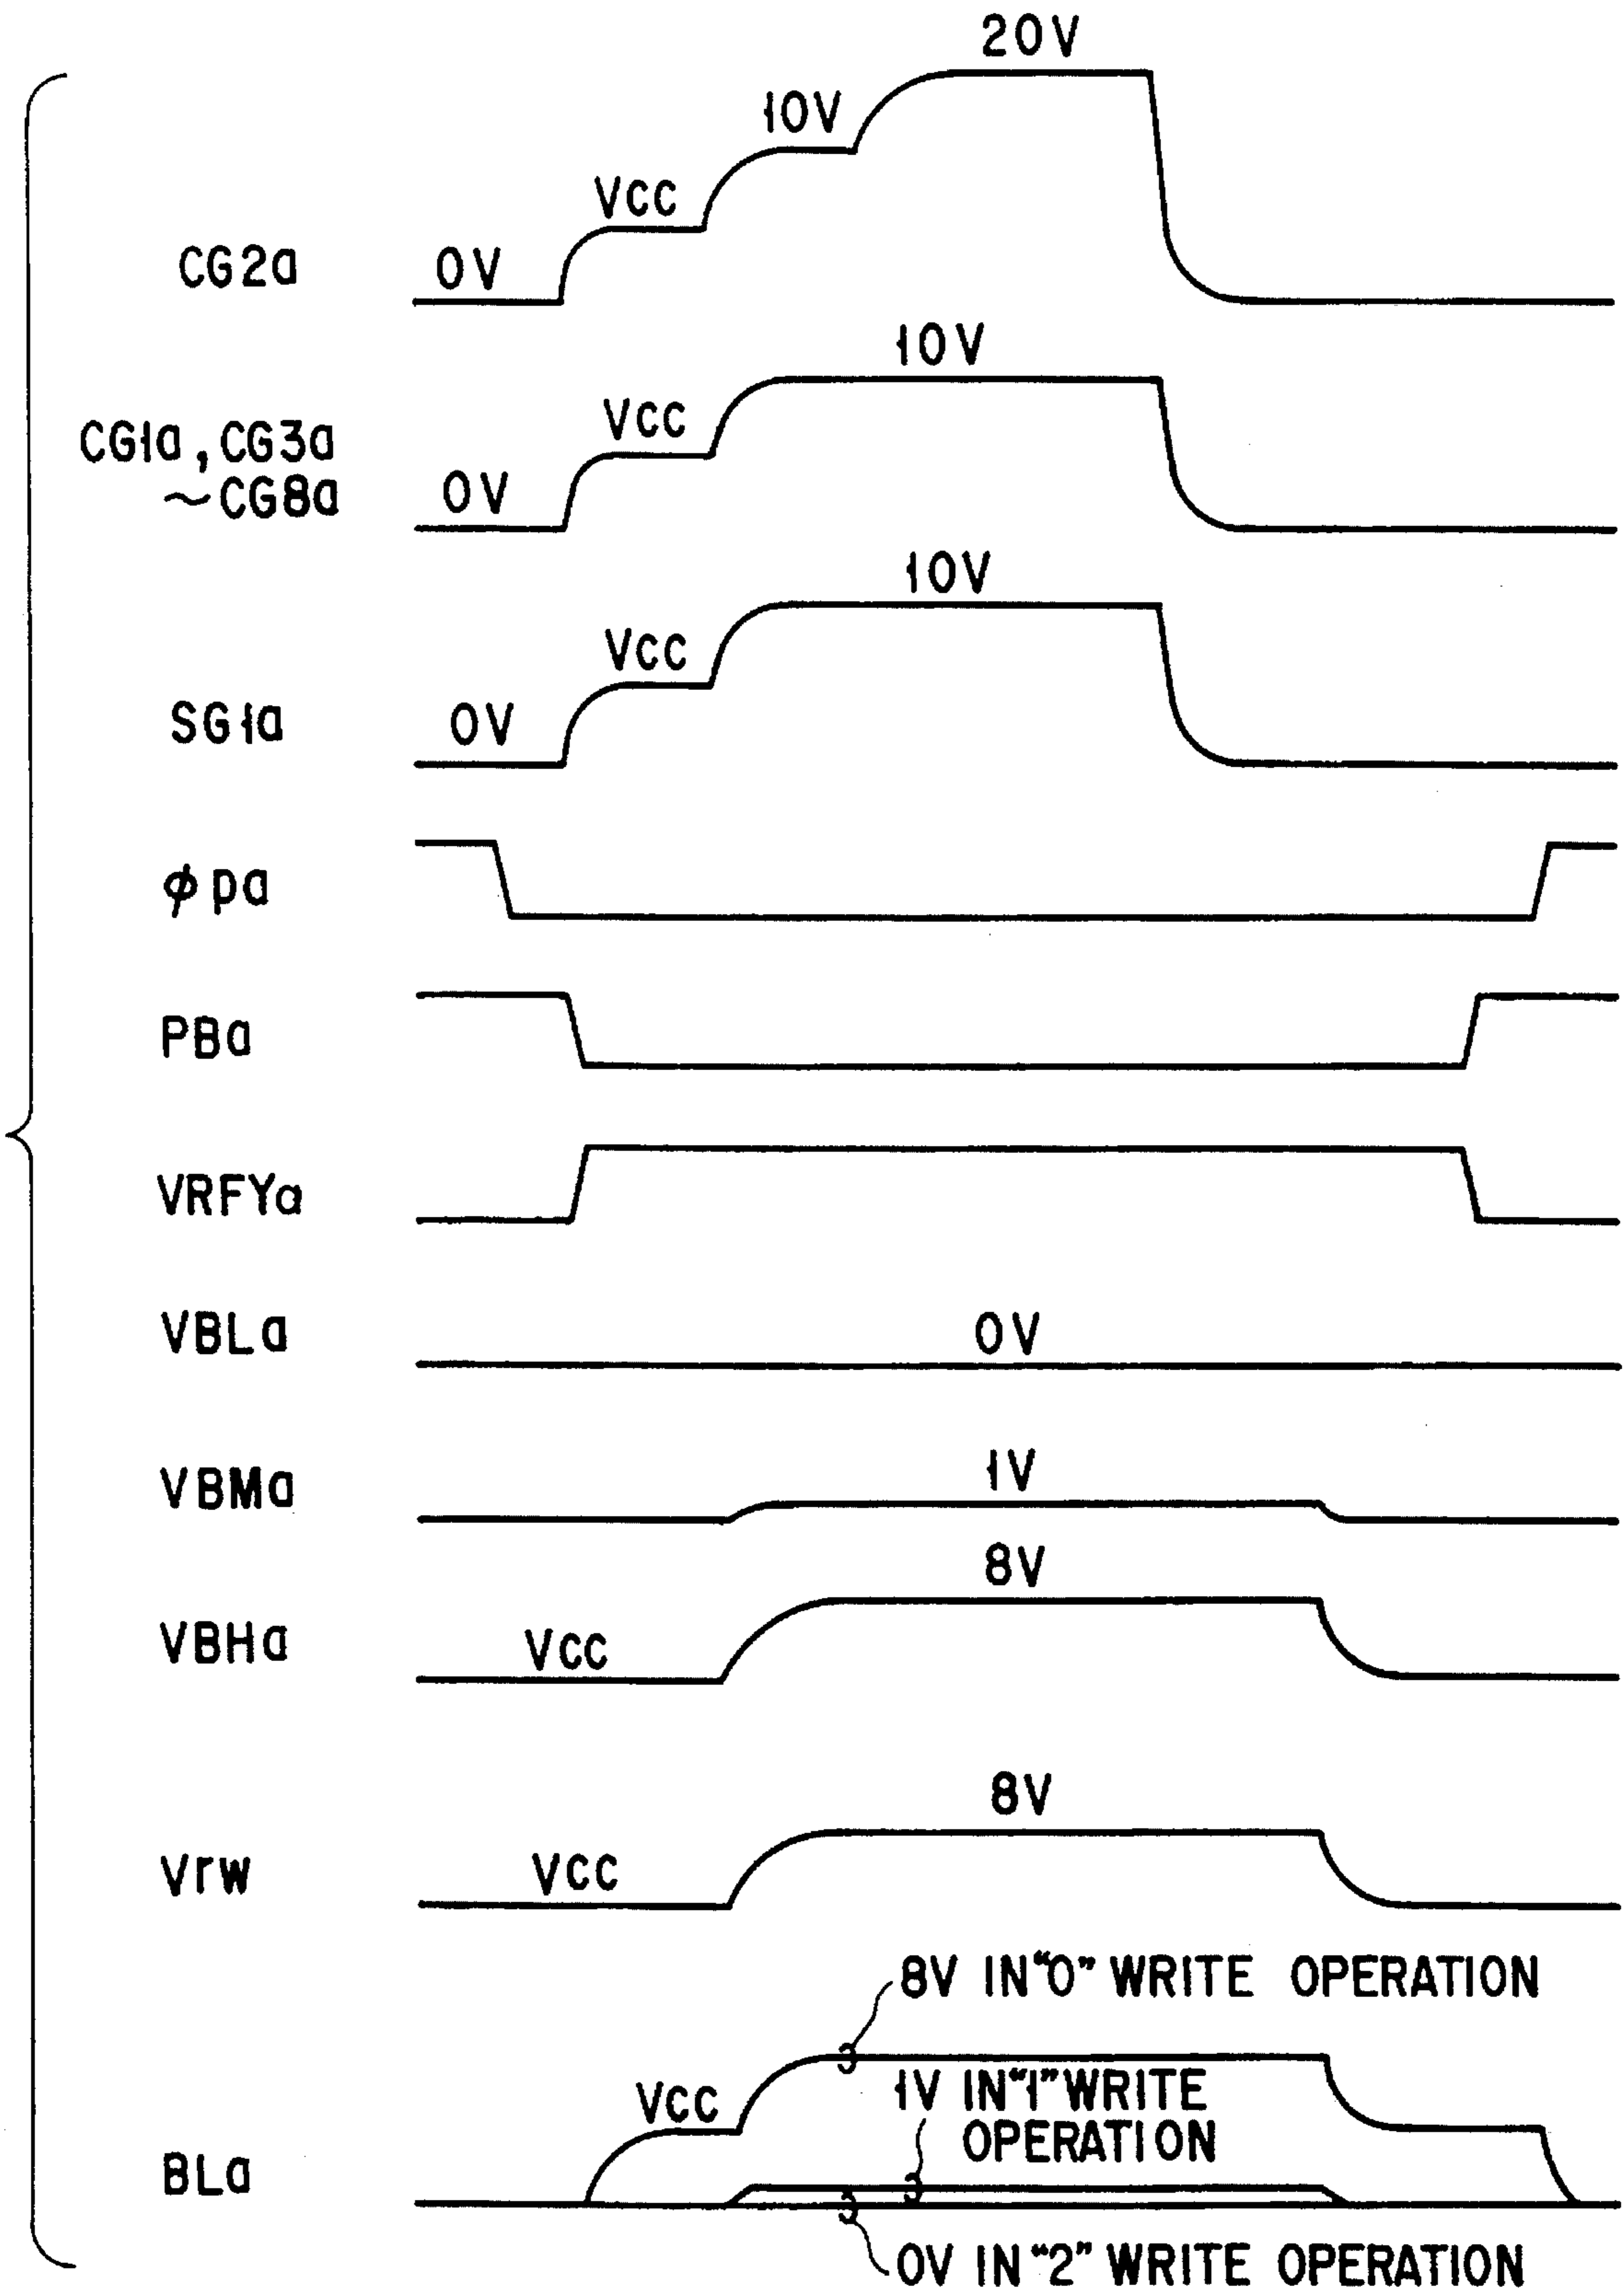 20V
10V
VCC
CG2a 0V
10V
VCC
CG1a, CG3a
~CG8a 0V
10V
VCC
SG1a 0V
φpa
PBa
VRFYa
VBLa 0V
VBMa 1V
8V
VBHa VCC
8V
Vrw VCC
8V IN "0" WRITE OPERATION
VCC 1V IN "1" WRITE
OPERATION
BLa
0V IN "2" WRITE OPERATION